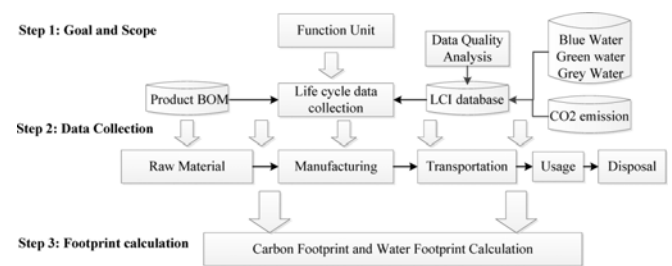 Step 1: Goal and Scope
Function Unit
Data Quality
Analysis
Blue Water
Green water
Grey Water
Product BOM
Life cycle data
collection
LCI database
CO2 emission
Step 2: Data Collection
Raw Material
Manufacturing
Transportation
Usage
Disposal
Step 3: Footprint calculation
Carbon Footprint and Water Footprint Calculation